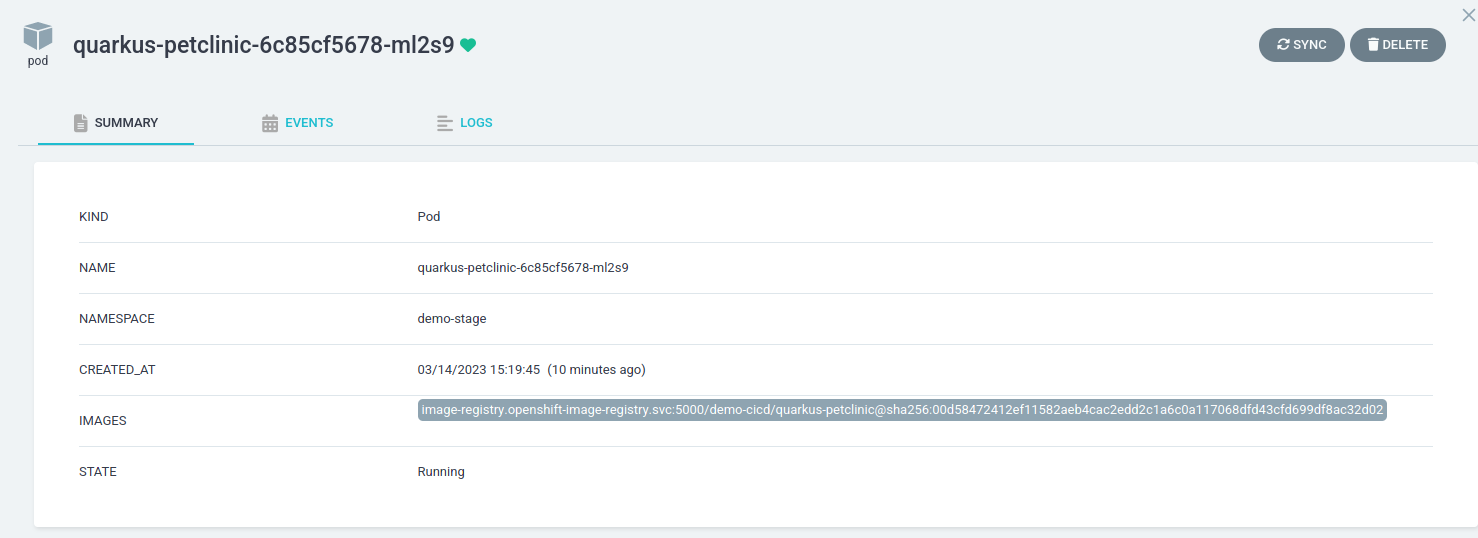 quarkus-petclinic-6c85cf5678-ml2s9
pod
SYNC
DELETE
SUMMARY
EVENTS
LOGS
KIND Pod
NAME quarkus-petclinic-6c85cf5678-ml2s9
NAMESPACE demo-stage
CREATED_AT 03/14/2023 15:19:45 (10 minutes ago)
IMAGES image-registry.openshift-image-registry.svc:5000/demo-cicd/quarkus-petclinic@sha256:00d58472412ef11582aeb4cac2edd2c1a6c0a117068dfd43cfd699df8ac32d02
STATE Running